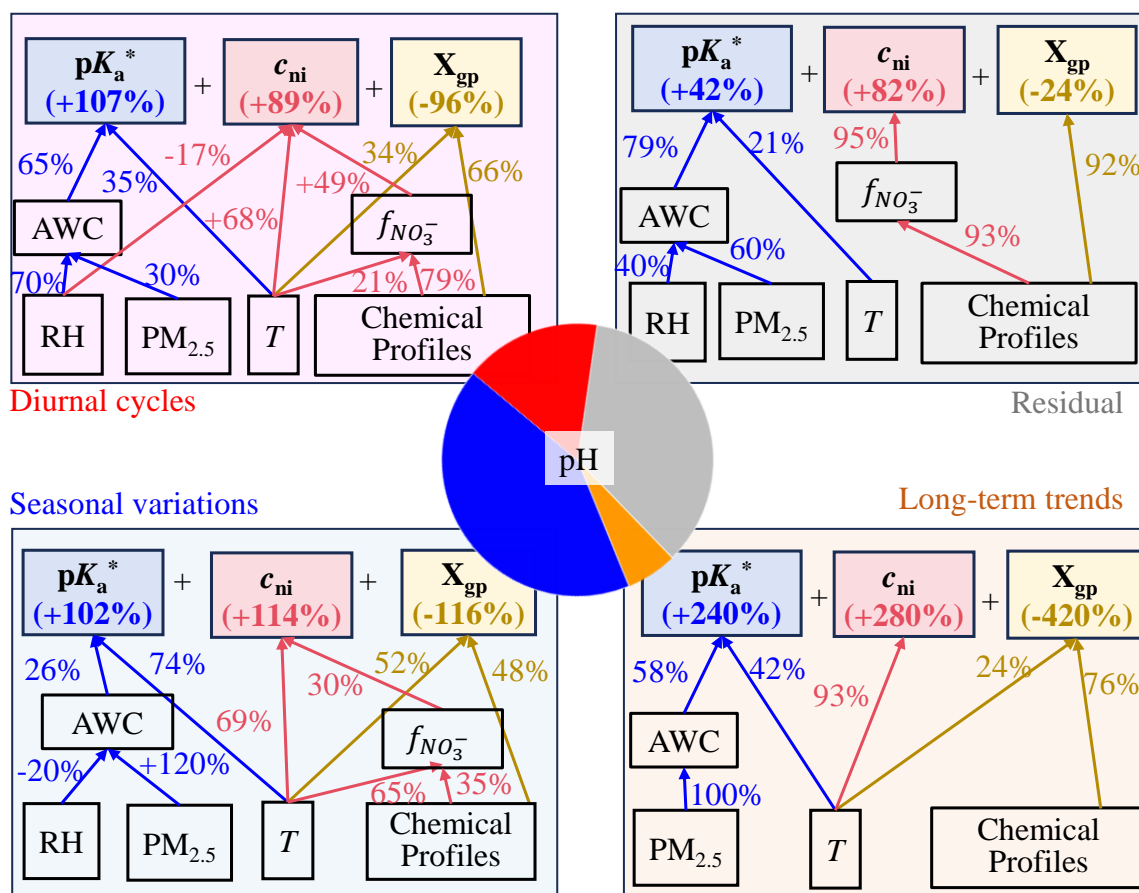 pKa* + cni + Xgp
(+107%) (+89%) (-96%)
65% 35% -17% +68% +49% 34% 66%
AWC fNO3−
70% 30% 21% 79%
RH PM2.5 T Chemical Profiles
Diurnal cycles
pKa* + cni + Xgp
(+42%) (+82%) (-24%)
79% 21% 95% 92%
AWC fNO3−
40% 60% 93%
RH PM2.5 T Chemical Profiles
Residual
pH
Seasonal variations
pKa* + cni + Xgp
(+102%) (+114%) (-116%)
26% 74% 69% 30% 52% 48%
AWC fNO3−
-20% +120% 65% 35%
RH PM2.5 T Chemical Profiles
Long-term trends
pKa* + cni + Xgp
(+240%) (+280%) (-420%)
58% 42% 93% 24% 76%
AWC
100%
PM2.5 T Chemical Profiles